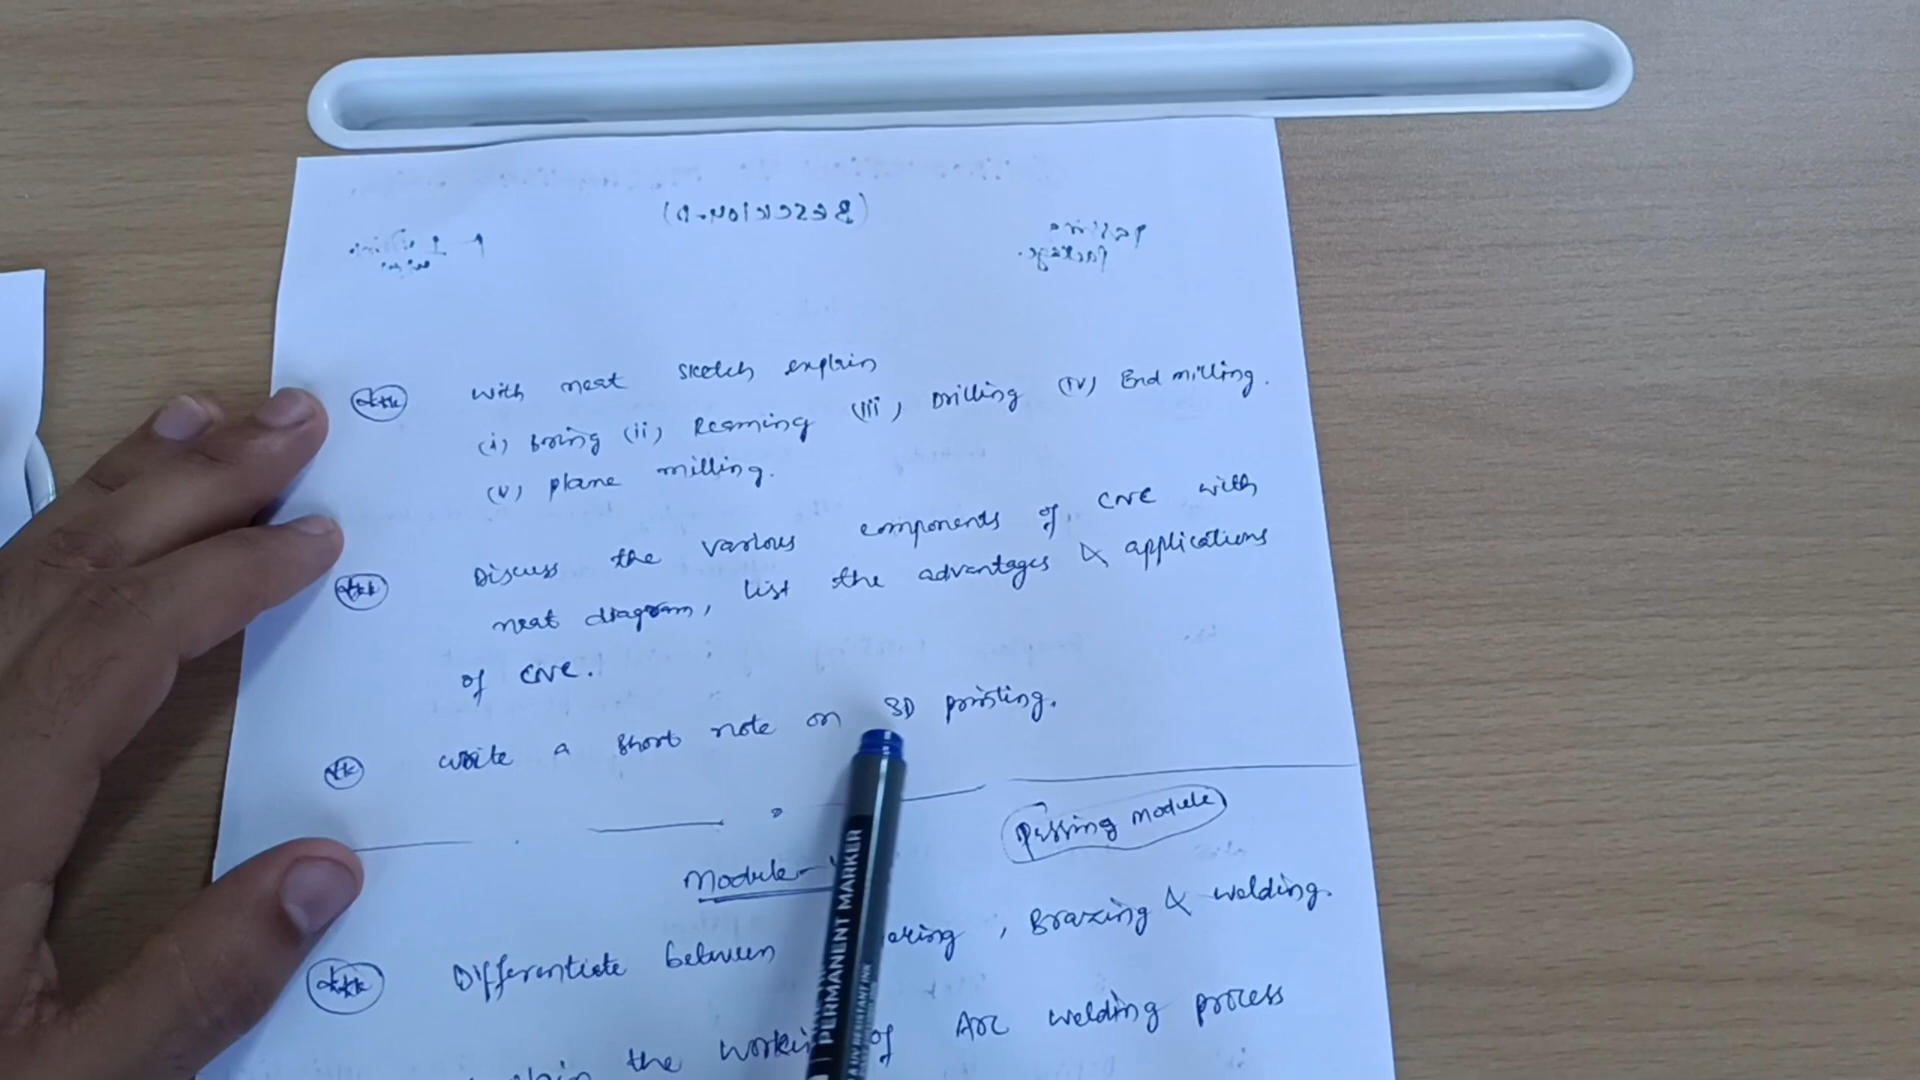 *** with neat sketch explain
(i) Boring (ii) Reaming (iii) Drilling (iv) End milling.
(v) plane milling.
*** Discuss the various components of CNC with
neat diagram, list the advantages & applications
of CNC.
** write a short note on 3D printing.
Passing module
Module-
*** Differentiate between , Brazing & welding.
the of Arc welding process
PERMANENT MARKER